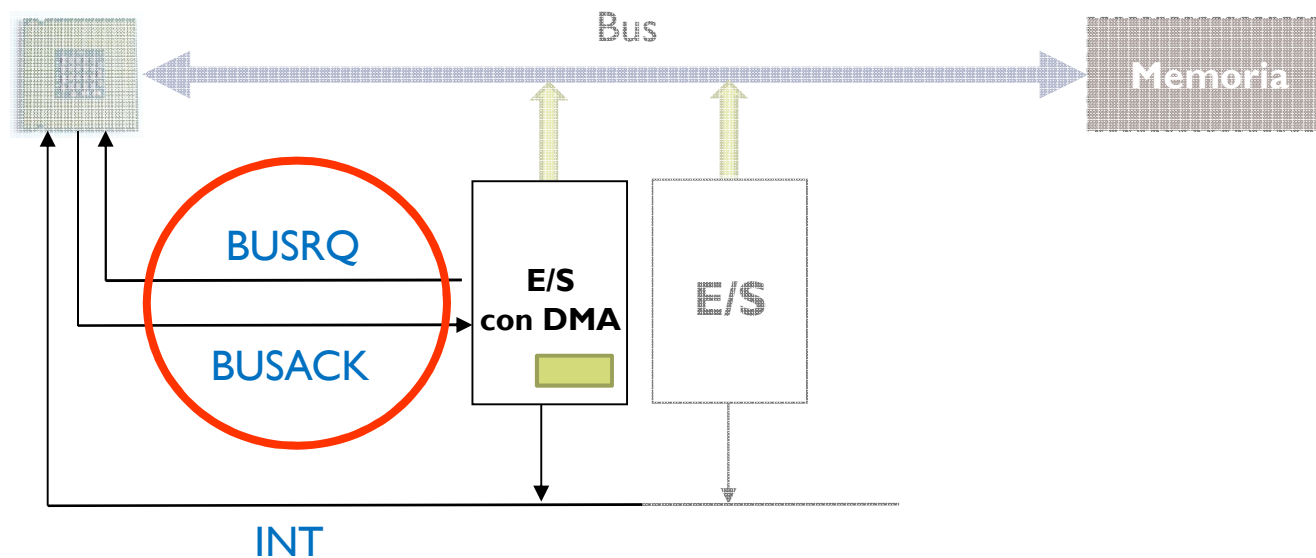 Bus
Memoria
BUSRQ
E/S
con DMA
E/S
BUSACK
INT